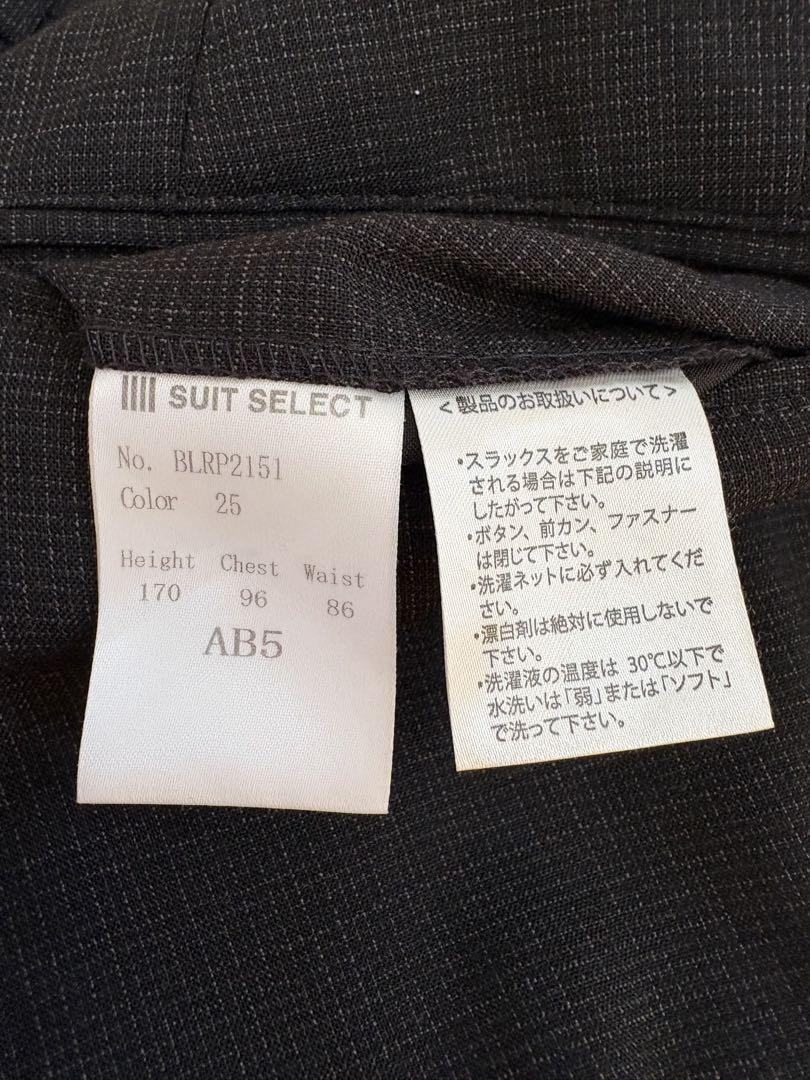 SUIT SELECT
No. BLRP2151
Color 25
Height Chest Waist
170 96 86
AB5
<製品のお取扱いについて>
・スラックスをご家庭で洗濯
される場合は下記の説明に
したがって下さい。
・ボタン、前カン、ファスナー
は閉じて下さい。
・洗濯ネットに必ず入れてくだ
さい。
・漂白剤は絶対に使用しないで
下さい。
・洗濯液の温度は 30℃以下で
水洗いは「弱」または「ソフト」
で洗って下さい。